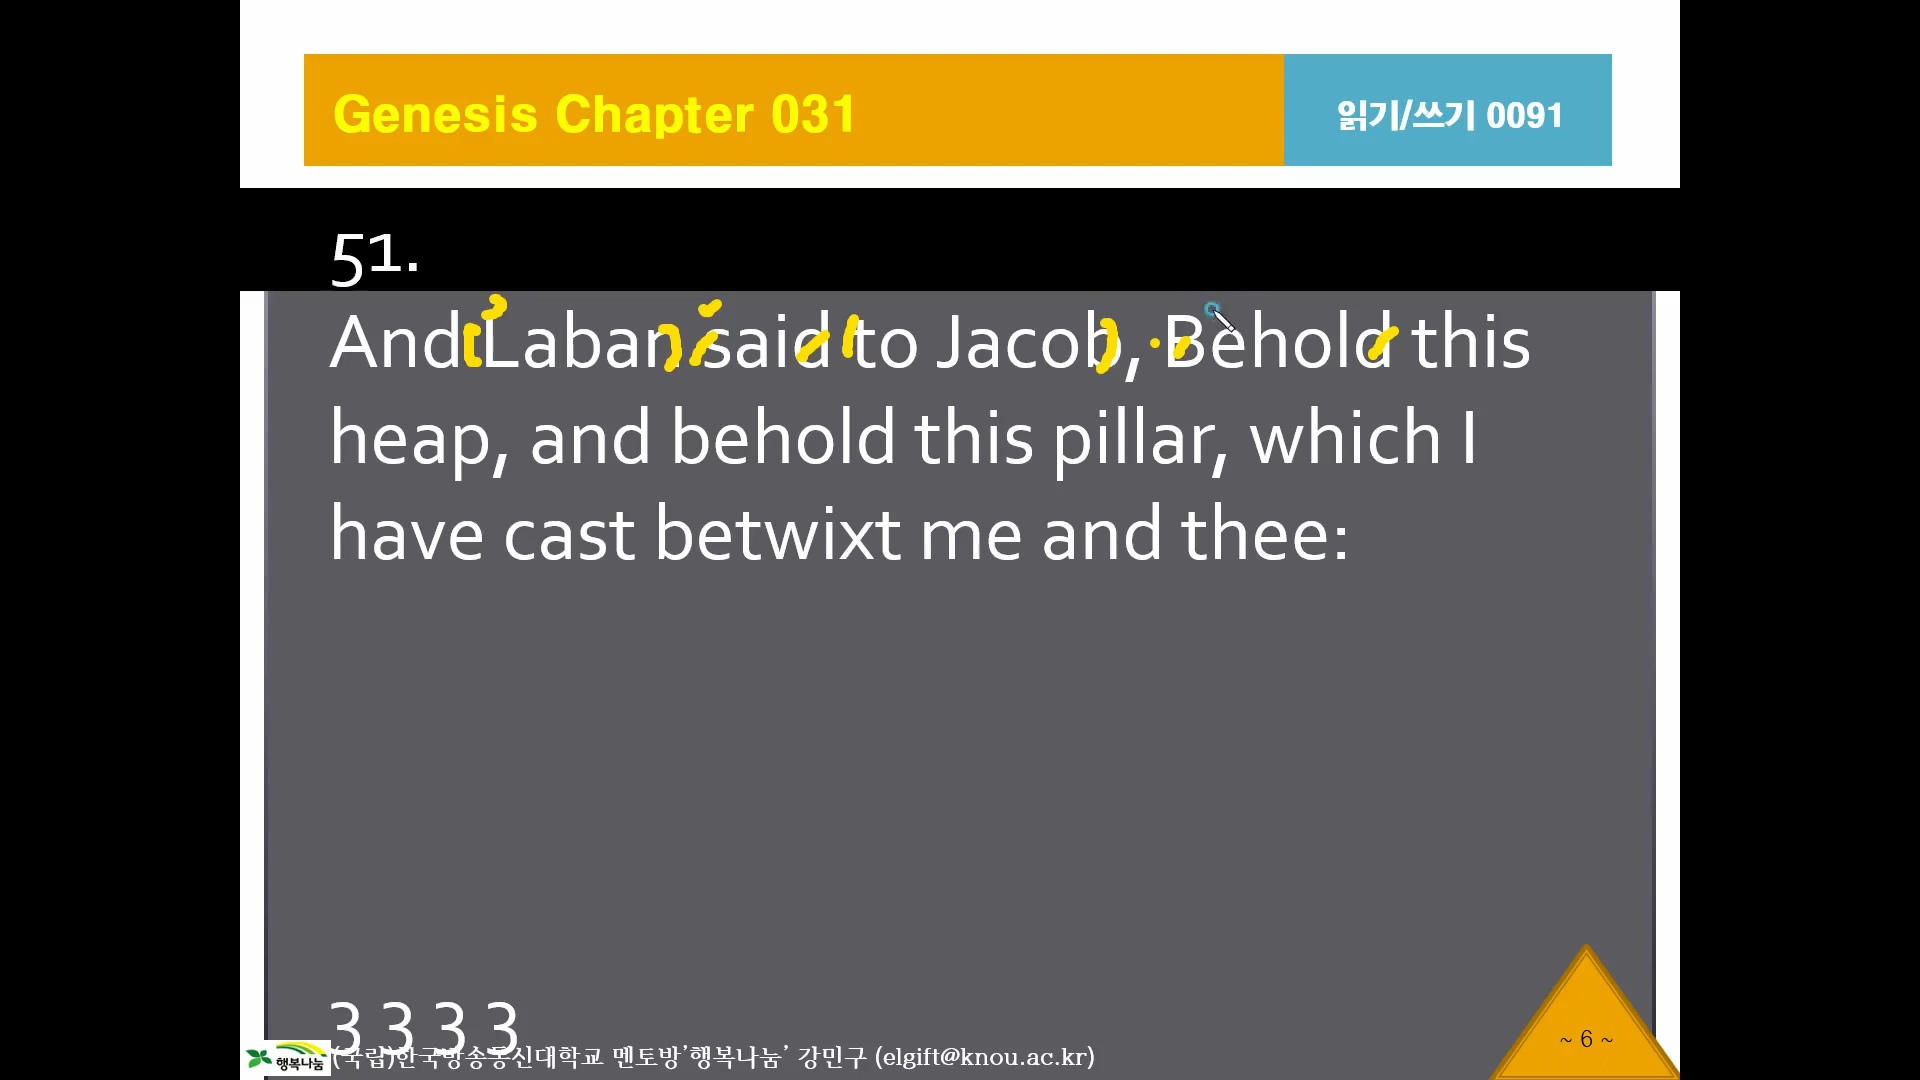 Genesis Chapter 031
읽기/쓰기 0091
51.
And Laban said to Jacob, Behold this
heap, and behold this pillar, which I
have cast betwixt me and thee:
3 3 3 3
행복나눔
(국립)한국방송통신대학교 멘토방'행복나눔' 강민구 (elgift@knou.ac.kr)
~ 6 ~